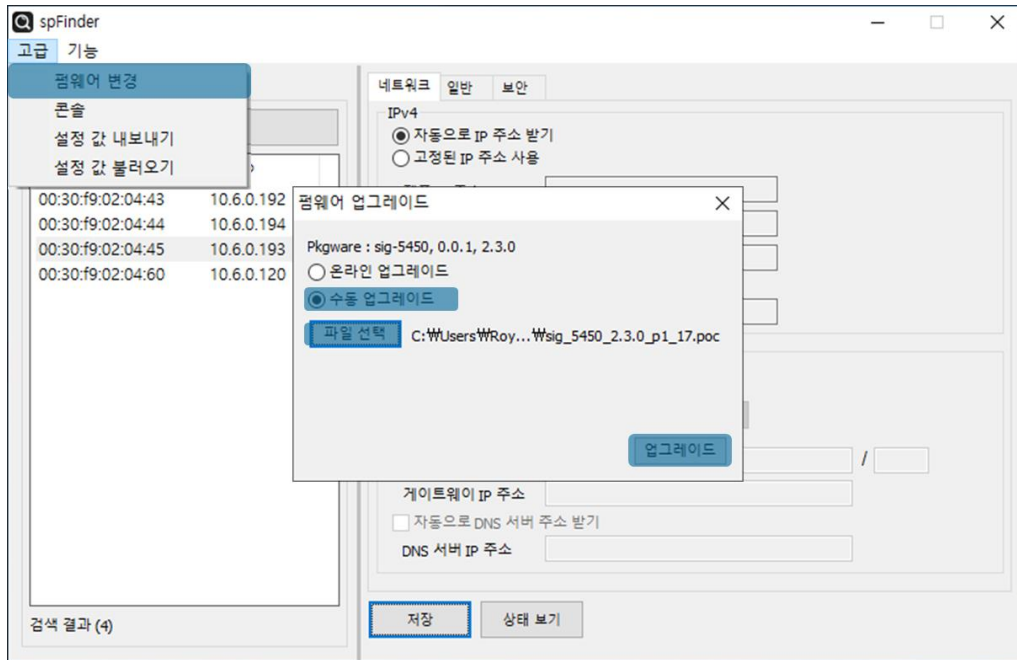 spFinder
고급 기능
펌웨어 변경
콘솔
설정 값 내보내기
설정 값 불러오기
00:30:f9:02:04:43 10.6.0.192
00:30:f9:02:04:44 10.6.0.194
00:30:f9:02:04:45 10.6.0.193
00:30:f9:02:04:60 10.6.0.120
검색 결과 (4)
네트워크 일반 보안
IPv4
자동으로 IP 주소 받기
고정된 IP 주소 사용
펌웨어 업그레이드
Pkgware : sig-5450, 0.0.1, 2.3.0
온라인 업그레이드
수동 업그레이드
파일 선택 C:₩Users₩Roy...₩sig_5450_2.3.0_p1_17.poc
업그레이드
/
게이트웨이 IP 주소
자동으로 DNS 서버 주소 받기
DNS 서버 IP 주소
저장 상태 보기